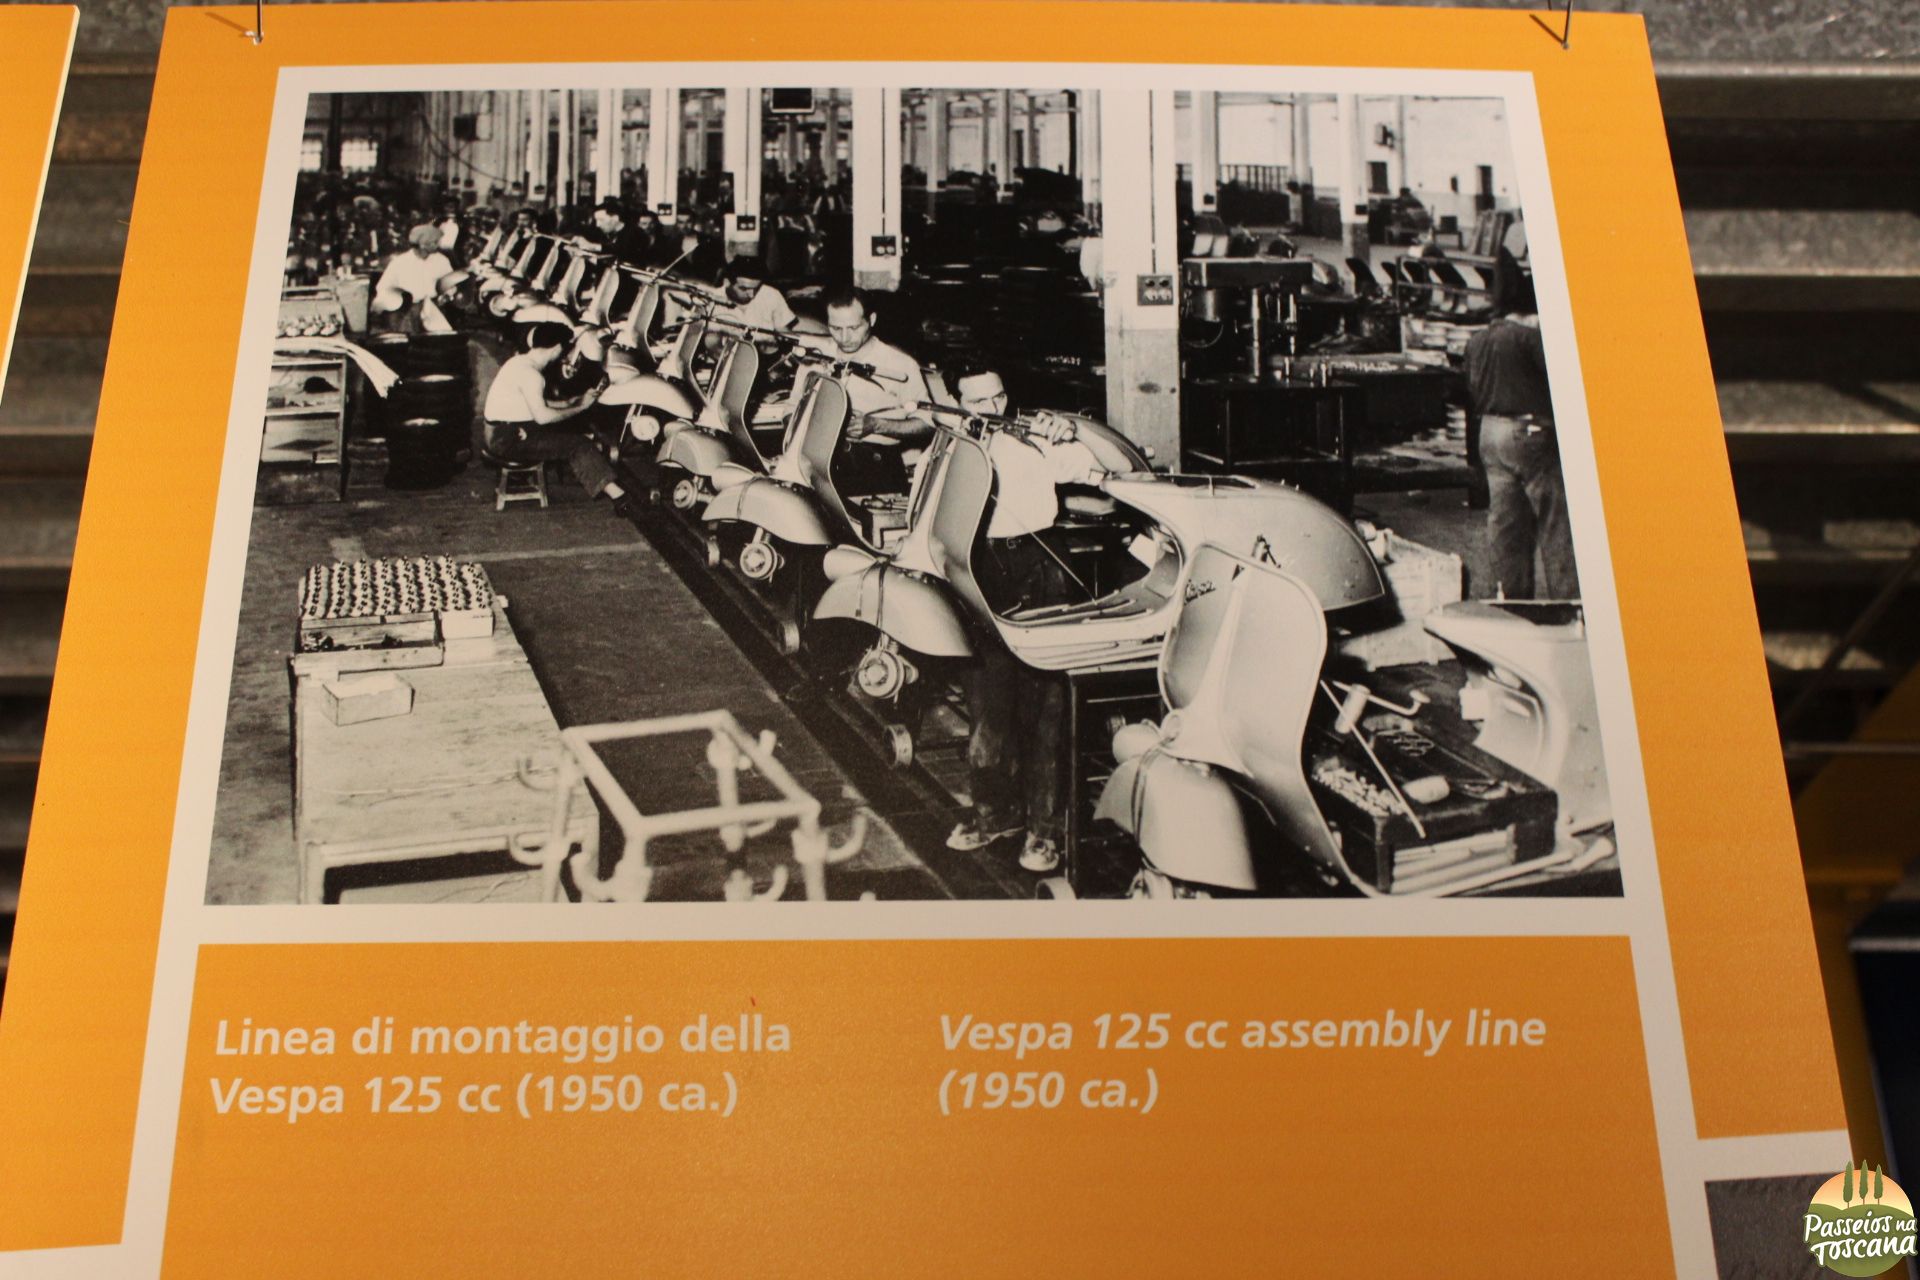 Vespa
Linea di montaggio della
Vespa 125 cc (1950 ca.)
Vespa 125 cc assembly line
(1950 ca.)
Passeios na
Toscana